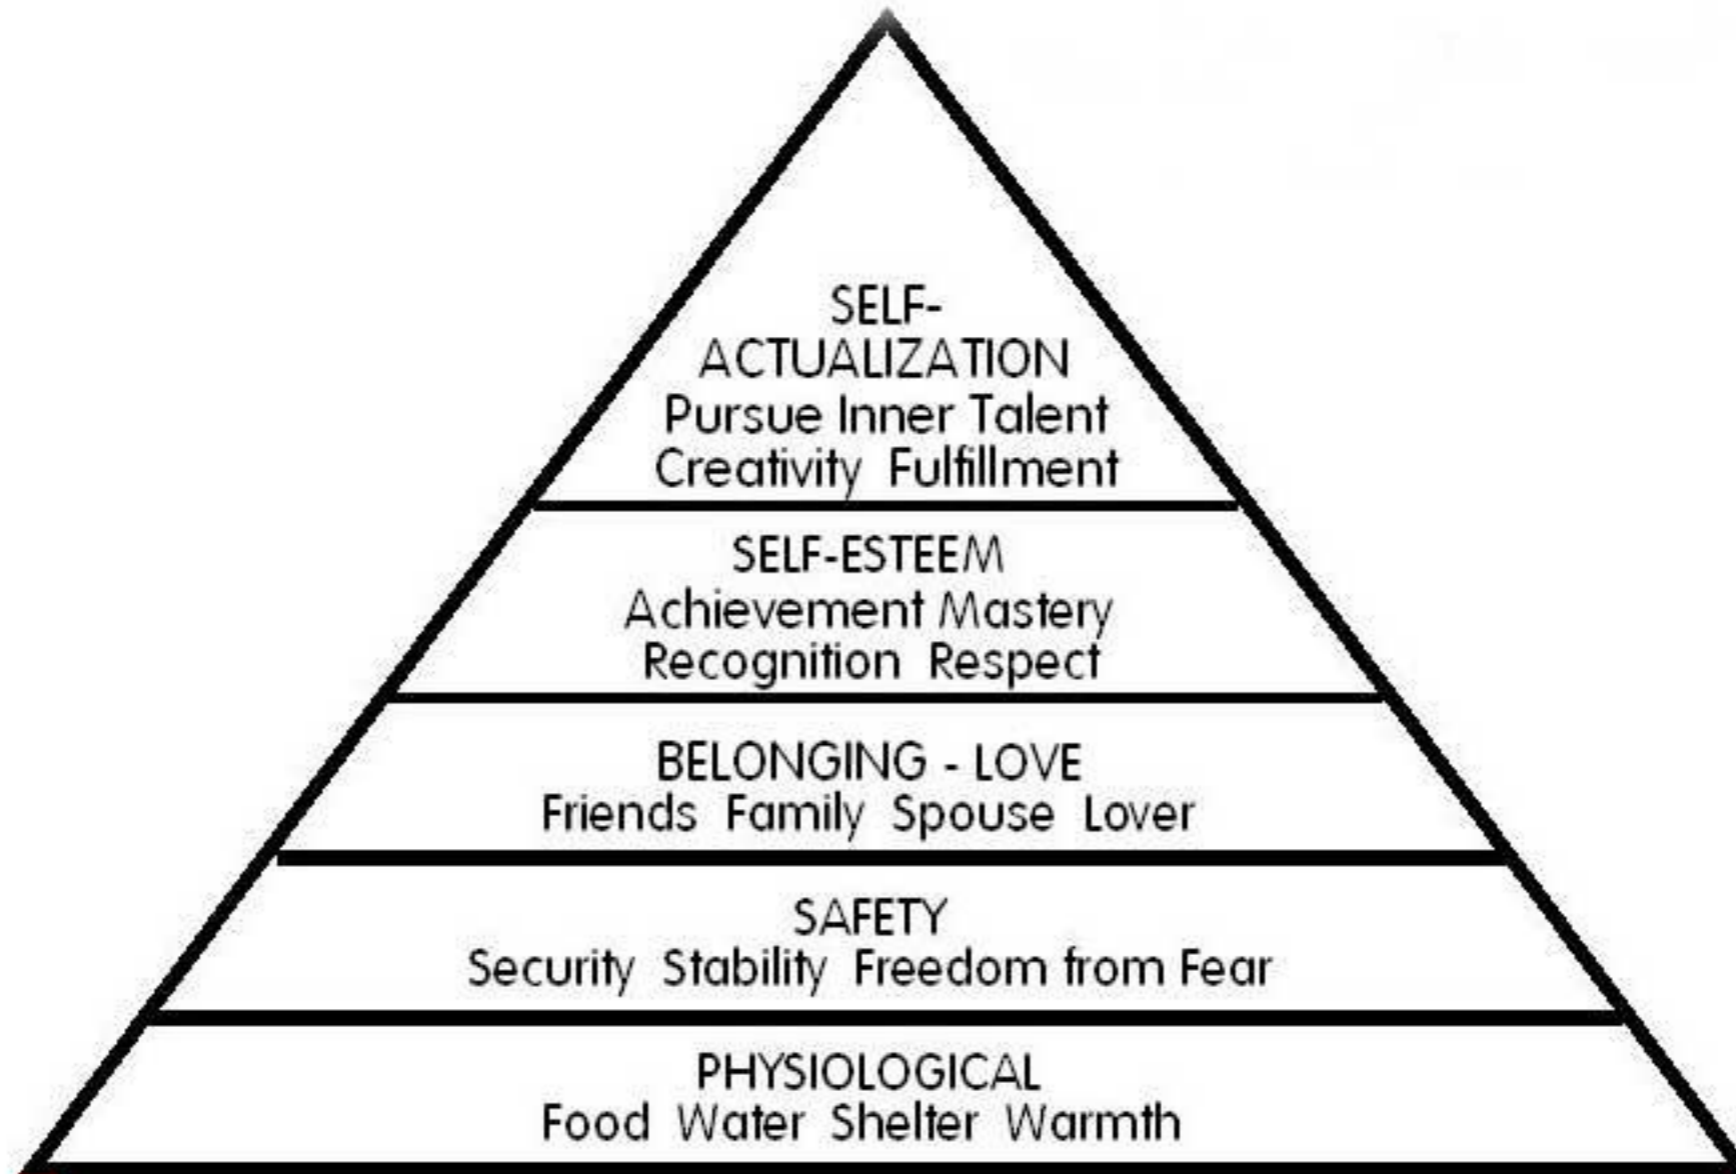 SELF-
ACTUALIZATION
Pursue Inner Talent
Creativity Fulfillment
SELF-ESTEEM
Achievement Mastery
Recognition Respect
BELONGING - LOVE
Friends Family Spouse Lover
SAFETY
Security Stability Freedom from Fear
PHYSIOLOGICAL
Food Water Shelter Warmth